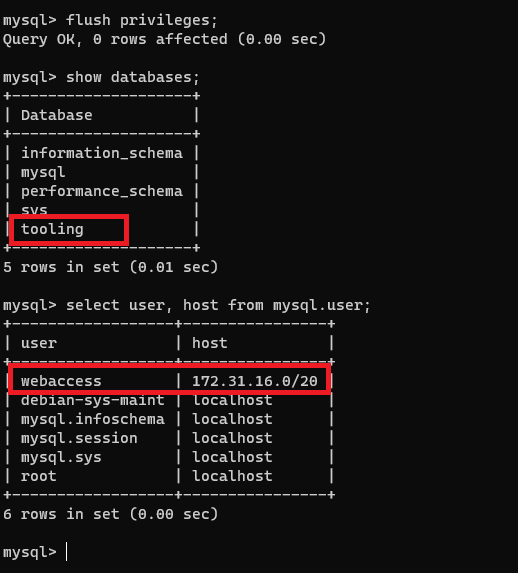 mysql> flush privileges;
Query OK, 0 rows affected (0.00 sec)
mysql> show databases;
+--------------------+
| Database           |
+--------------------+
| information_schema |
| mysql              |
| performance_schema |
| sys                |
| tooling            |
+--------------------+
5 rows in set (0.01 sec)
mysql> select user, host from mysql.user;
+------------------+----------------+
| user             | host           |
+------------------+----------------+
| webaccess        | 172.31.16.0/20 |
| debian-sys-maint | localhost      |
| mysql.infoschema | localhost      |
| mysql.session    | localhost      |
| mysql.sys        | localhost      |
| root             | localhost      |
+------------------+----------------+
6 rows in set (0.00 sec)
mysql>